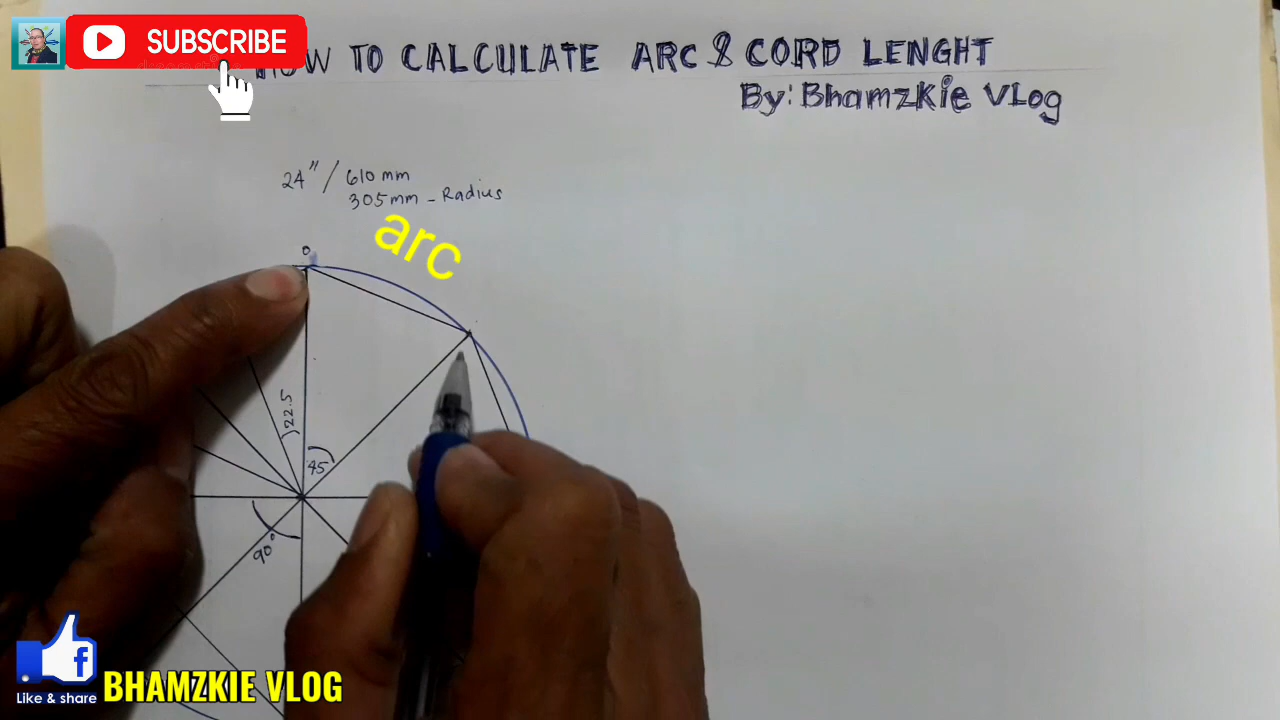 SUBSCRIBE
HOW TO CALCULATE ARC & CORD LENGHT
By: BhamzKie VLog
24" / 610 mm
305 mm - Radius
arc
0
22.5
45
90°
Like & share
BHAMZKIE VLOG